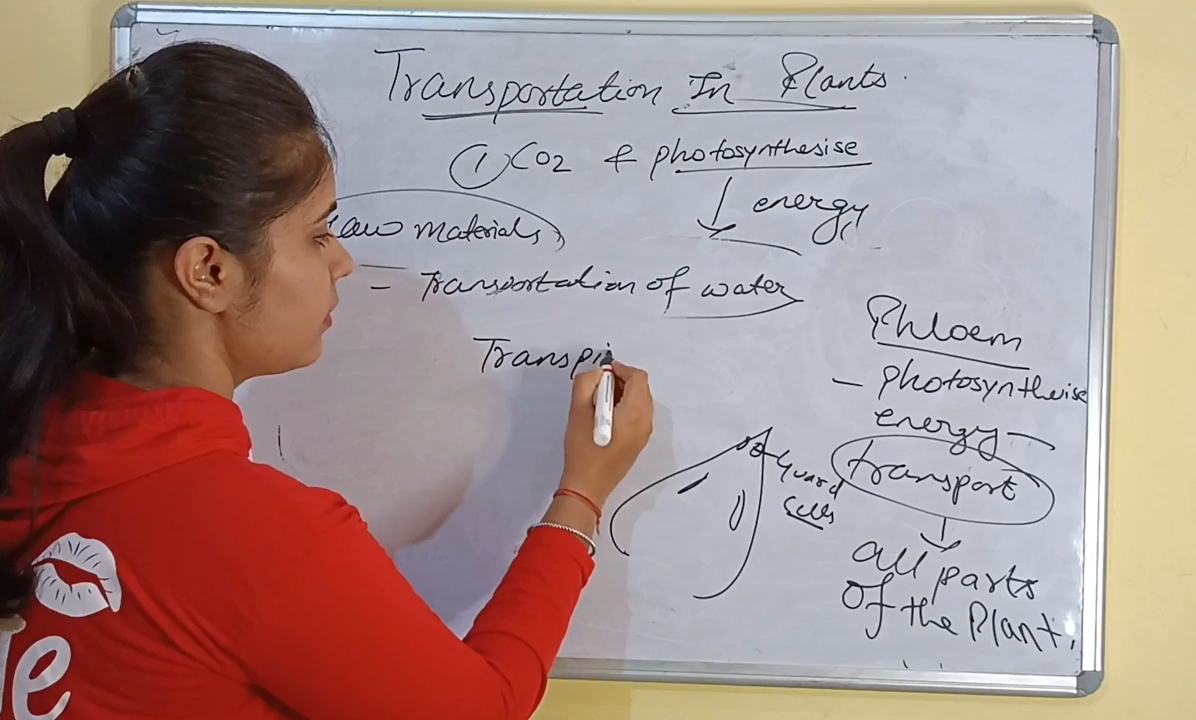 Transportation In Plants.
① CO2 & photosynthesise
energy
raw materials
- Transportation of water
Transpi
Phloem
- photosynthesise
energy
transport
all parts
of the Plant.
Guard
Cells